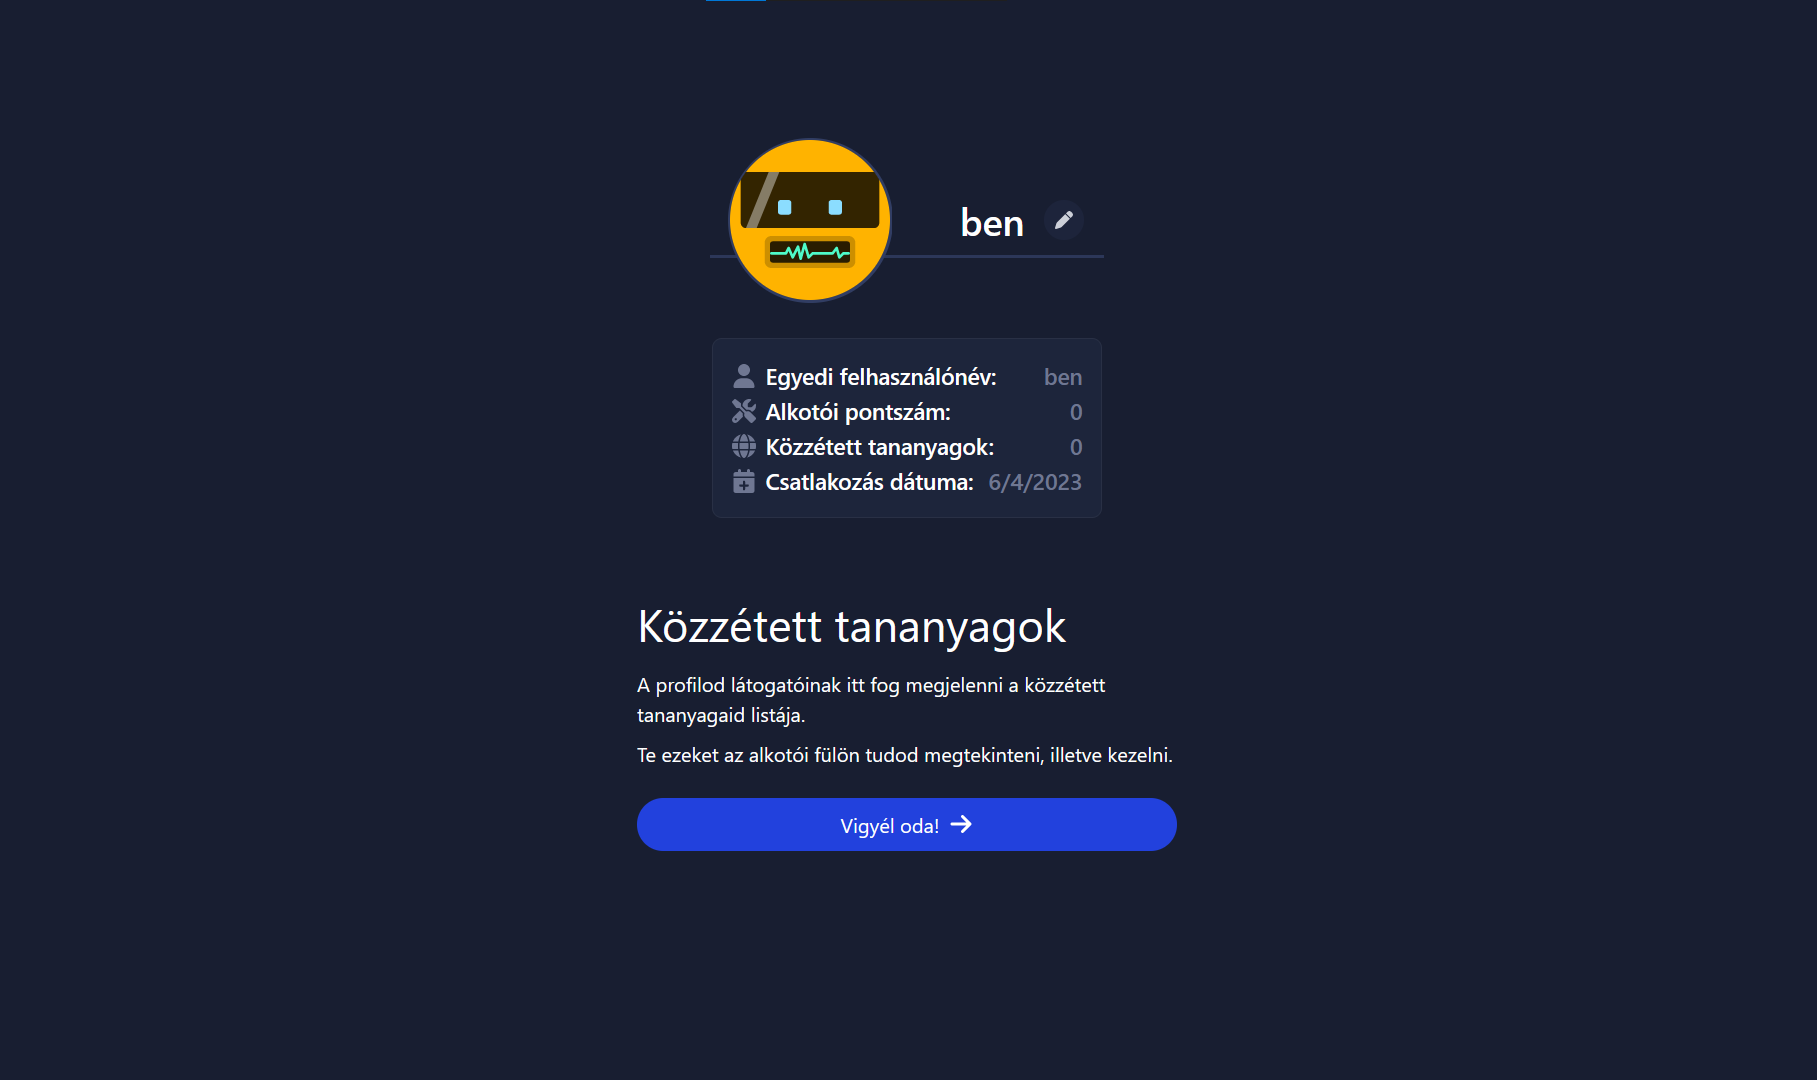 ben
Egyedi felhasználónév: ben
Alkotói pontszám: 0
Közzétett tananyagok: 0
Csatlakozás dátuma: 6/4/2023
Közzétett tananyagok
A profilod látogatóinak itt fog megjelenni a közzétett
tananyagaid listája.
Te ezeket az alkotói fülön tudod megtekinteni, illetve kezelni.
Vigyél oda!